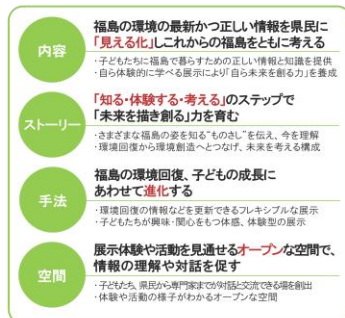 内容
福島の環境の最新かつ正しい情報を県民に
「見える化」しこれからの福島をともに考える
・子どもたちに福島で暮らすための正しい情報と知識を提供
・自ら体験的に学べる展示により「自ら未来を創る力」を養成
ストーリー
「知る・体験する・考える」のステップで
「未来を描き創る」力を育む
・さまざまな福島の姿を知る"ものさし"を伝え、今を理解
・環境回復から環境創造へとつなげ、未来を考える構成
手法
福島の環境回復、子どもの成長に
あわせて進化する
・環境回復の情報などを更新できるフレキシブルな展示
・子どもたちが興味・関心をもつ体感、体験型の展示
空間
展示体験や活動を見通せるオープンな空間で、
情報の理解や対話を促す
・子どもたち、県民から専門家までが対話と交流できる場を創出
・体験や活動の様子がわかるオープンな空間